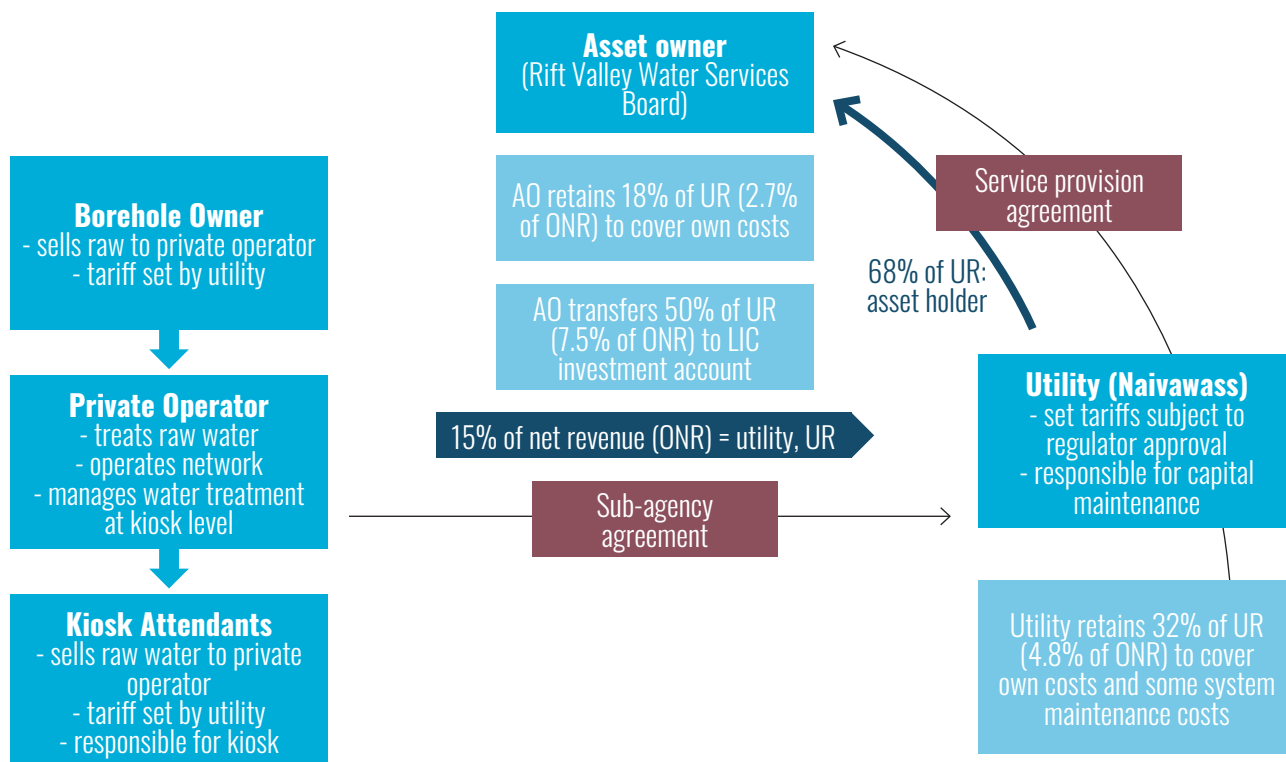 Asset owner
(Rift Valley Water Services
Board)
AO retains 18% of UR (2.7%
of ONR) to cover own costs
AO transfers 50% of UR
(7.5% of ONR) to LIC
investment account
Service provision
agreement
68% of UR:
asset holder
Borehole Owner
- sells raw to private operator
- tariff set by utility
Private Operator
- treats raw water
- operates network
- manages water treatment
at kiosk level
Kiosk Attendants
- sells raw water to private
operator
- tariff set by utility
- responsible for kiosk
15% of net revenue (ONR) = utility, UR
Sub-agency
agreement
Utility (Naivawass)
- set tariffs subject to
regulator approval
- responsible for capital
maintenance
Utility retains 32% of UR
(4.8% of ONR) to cover
own costs and some system
maintenance costs